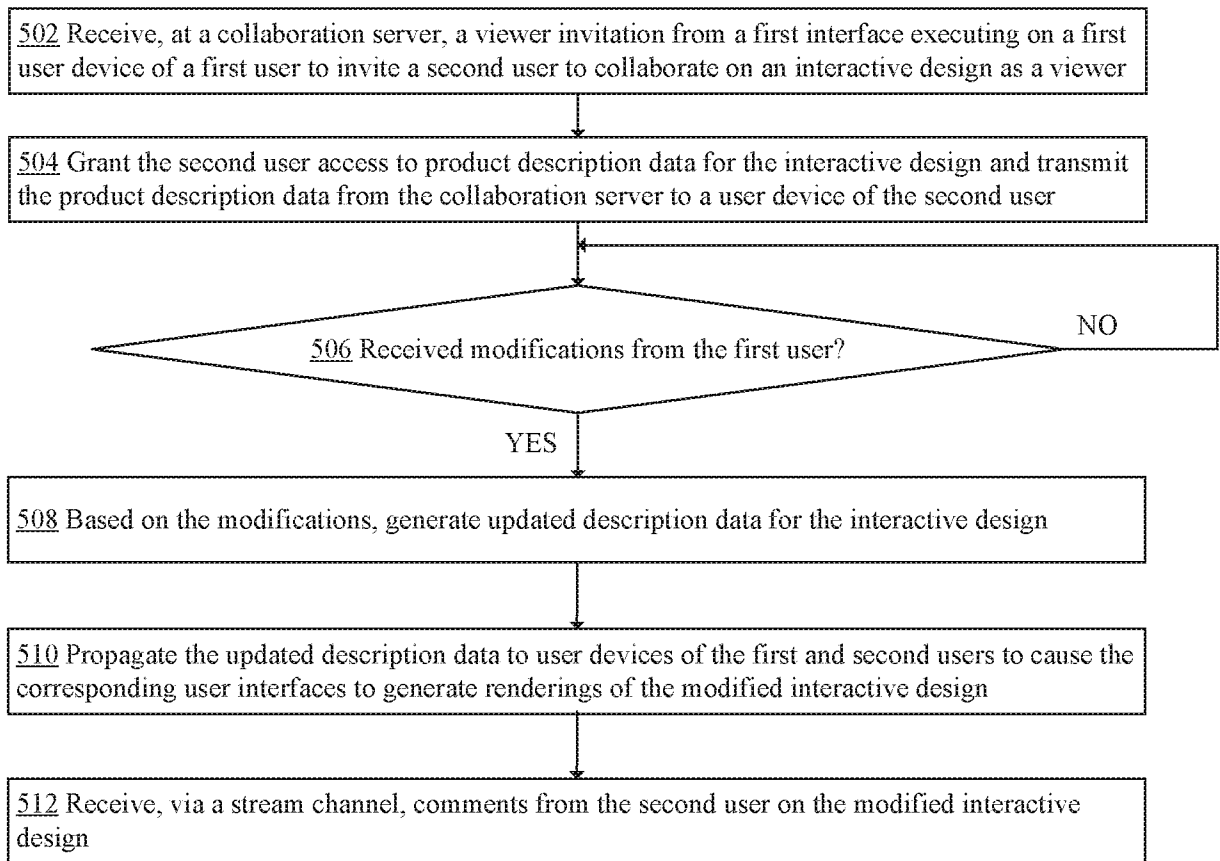 502 Receive, at a collaboration server, a viewer invitation from a first interface executing on a first
user device of a first user to invite a second user to collaborate on an interactive design as a viewer
504 Grant the second user access to product description data for the interactive design and transmit
the product description data from the collaboration server to a user device of the second user
506 Received modifications from the first user?
NO
YES
508 Based on the modifications, generate updated description data for the interactive design
510 Propagate the updated description data to user devices of the first and second users to cause the
corresponding user interfaces to generate renderings of the modified interactive design
512 Receive, via a stream channel, comments from the second user on the modified interactive
design